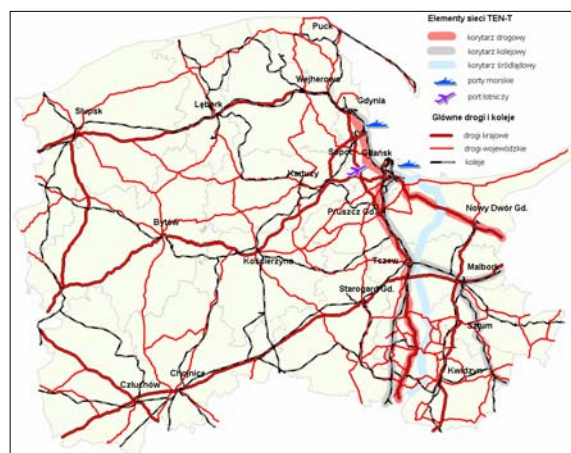 Elementy sieci TEN-T
korytarz drogowy
korytarz kolejowy
korytarz śródlądowy
porty morskie
port lotniczy
Główne drogi i koleje
drogi krajowe
drogi wojewódzkie
koleje
Puck
Wejherowo
Gdynia
Lębork
Słupsk
Sopot
Gdańsk
Kartuzy
Nowy Dwór Gd.
Pruszcz Gd.
Bytów
Kościerzyna
Tczew
Malbork
Starogard Gd.
Sztum
Kwidzyn
Chojnice
Człuchów